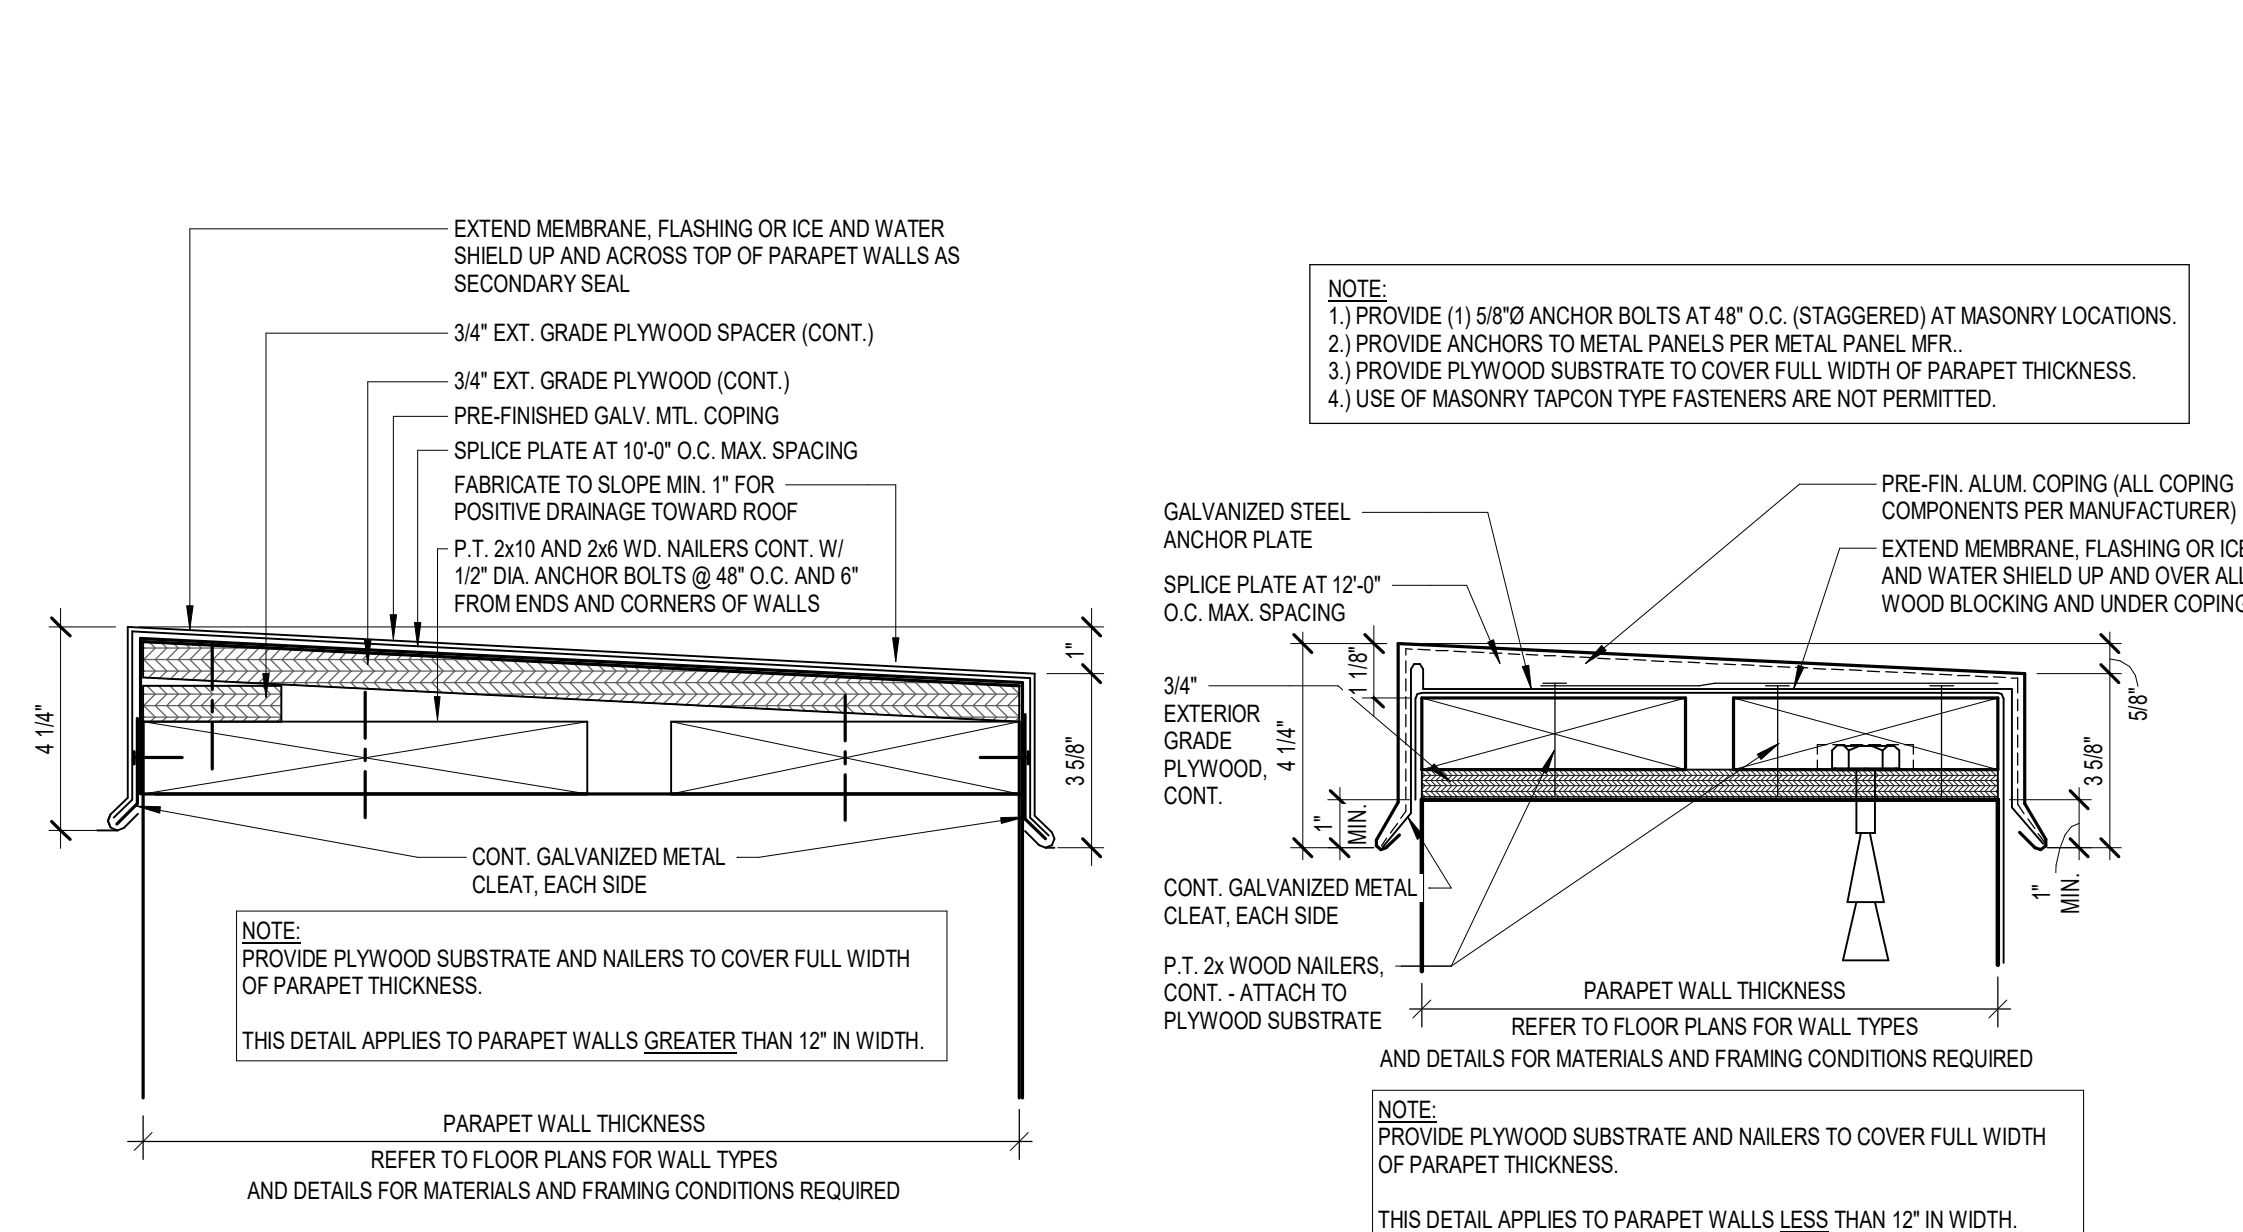 EXTEND MEMBRANE, FLASHING OR ICE AND WATER
SHIELD UP AND ACROSS TOP OF PARAPET WALLS AS
SECONDARY SEAL
3/4" EXT. GRADE PLYWOOD SPACER (CONT.)
3/4" EXT. GRADE PLYWOOD (CONT.)
PRE-FINISHED GALV. MTL. COPING
SPLICE PLATE AT 10'-0" O.C. MAX. SPACING
FABRICATE TO SLOPE MIN. 1" FOR
POSITIVE DRAINAGE TOWARD ROOF
P.T. 2x10 AND 2x6 WD. NAILERS CONT. W/
1/2" DIA. ANCHOR BOLTS @ 48" O.C. AND 6"
FROM ENDS AND CORNERS OF WALLS
4 1/4"
1"
3 5/8"
CONT. GALVANIZED METAL
CLEAT, EACH SIDE
NOTE:
PROVIDE PLYWOOD SUBSTRATE AND NAILERS TO COVER FULL WIDTH
OF PARAPET THICKNESS.
THIS DETAIL APPLIES TO PARAPET WALLS GREATER THAN 12" IN WIDTH.
PARAPET WALL THICKNESS
REFER TO FLOOR PLANS FOR WALL TYPES
AND DETAILS FOR MATERIALS AND FRAMING CONDITIONS REQUIRED
NOTE:
1.) PROVIDE (1) 5/8"Ø ANCHOR BOLTS AT 48" O.C. (STAGGERED) AT MASONRY LOCATIONS.
2.) PROVIDE ANCHORS TO METAL PANELS PER METAL PANEL MFR..
3.) PROVIDE PLYWOOD SUBSTRATE TO COVER FULL WIDTH OF PARAPET THICKNESS.
4.) USE OF MASONRY TAPCON TYPE FASTENERS ARE NOT PERMITTED.
GALVANIZED STEEL
ANCHOR PLATE
SPLICE PLATE AT 12'-0"
O.C. MAX. SPACING
3/4"
EXTERIOR
GRADE
PLYWOOD,
CONT.
CONT. GALVANIZED METAL
CLEAT, EACH SIDE
P.T. 2x WOOD NAILERS,
CONT. - ATTACH TO
PLYWOOD SUBSTRATE
PRE-FIN. ALUM. COPING (ALL COPING
COMPONENTS PER MANUFACTURER)
EXTEND MEMBRANE, FLASHING OR ICE
AND WATER SHIELD UP AND OVER ALL
WOOD BLOCKING AND UNDER COPING
4 1/4"
1 1/8"
1"
MIN.
5/8"
3 5/8"
1"
MIN.
PARAPET WALL THICKNESS
REFER TO FLOOR PLANS FOR WALL TYPES
AND DETAILS FOR MATERIALS AND FRAMING CONDITIONS REQUIRED
NOTE:
PROVIDE PLYWOOD SUBSTRATE AND NAILERS TO COVER FULL WIDTH
OF PARAPET THICKNESS.
THIS DETAIL APPLIES TO PARAPET WALLS LESS THAN 12" IN WIDTH.